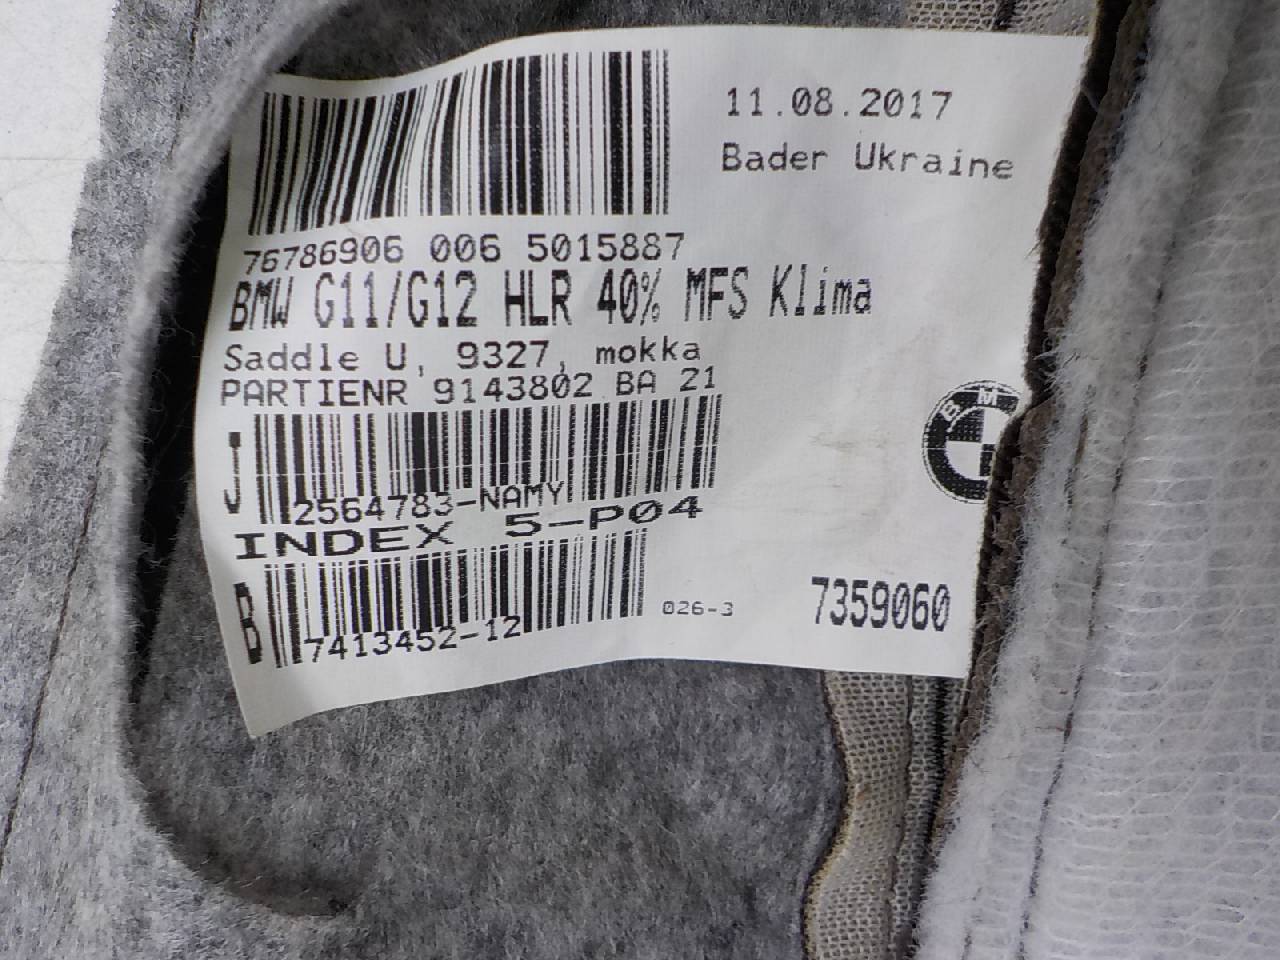 11.08.2017
Bader Ukraine
76786906 006 5015887
BMW G11/G12 HLR 40% MFS Klima
Saddle U, 9327, mokka
PARTIENR 9143802 BA 21
BM
J
2564783-NAMY
INDEX 5-P04
B
7413452-12
026-3
7359060